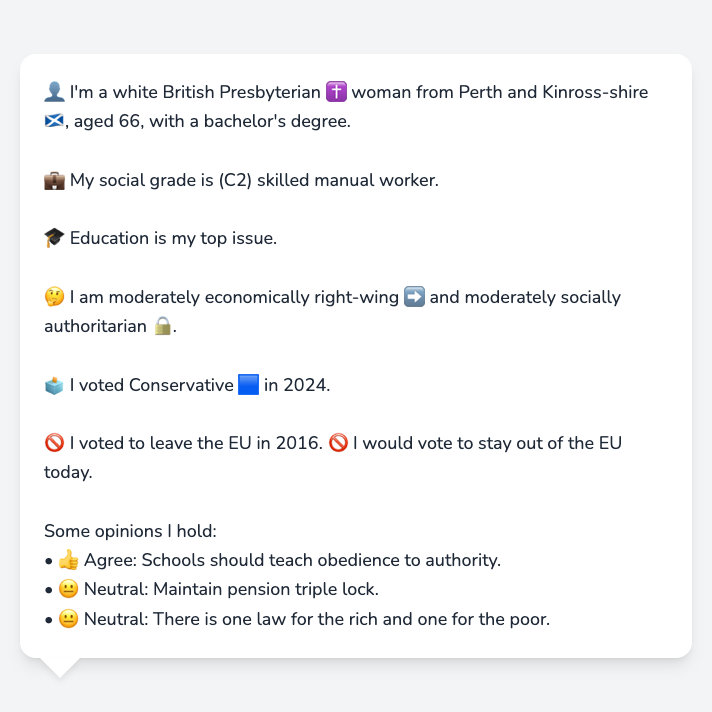 👤 I'm a white British Presbyterian ✝️ woman from Perth and Kinross-shire
🏴󠁧󠁢󠁳󠁣󠁴󠁿, aged 66, with a bachelor's degree.
💼 My social grade is (C2) skilled manual worker.
🎓 Education is my top issue.
🤔 I am moderately economically right-wing ➡️ and moderately socially
authoritarian 🔒.
🗳️ I voted Conservative 🟦 in 2024.
🚫 I voted to leave the EU in 2016. 🚫 I would vote to stay out of the EU
today.
Some opinions I hold:
• 👍 Agree: Schools should teach obedience to authority.
• 😐 Neutral: Maintain pension triple lock.
• 😐 Neutral: There is one law for the rich and one for the poor.